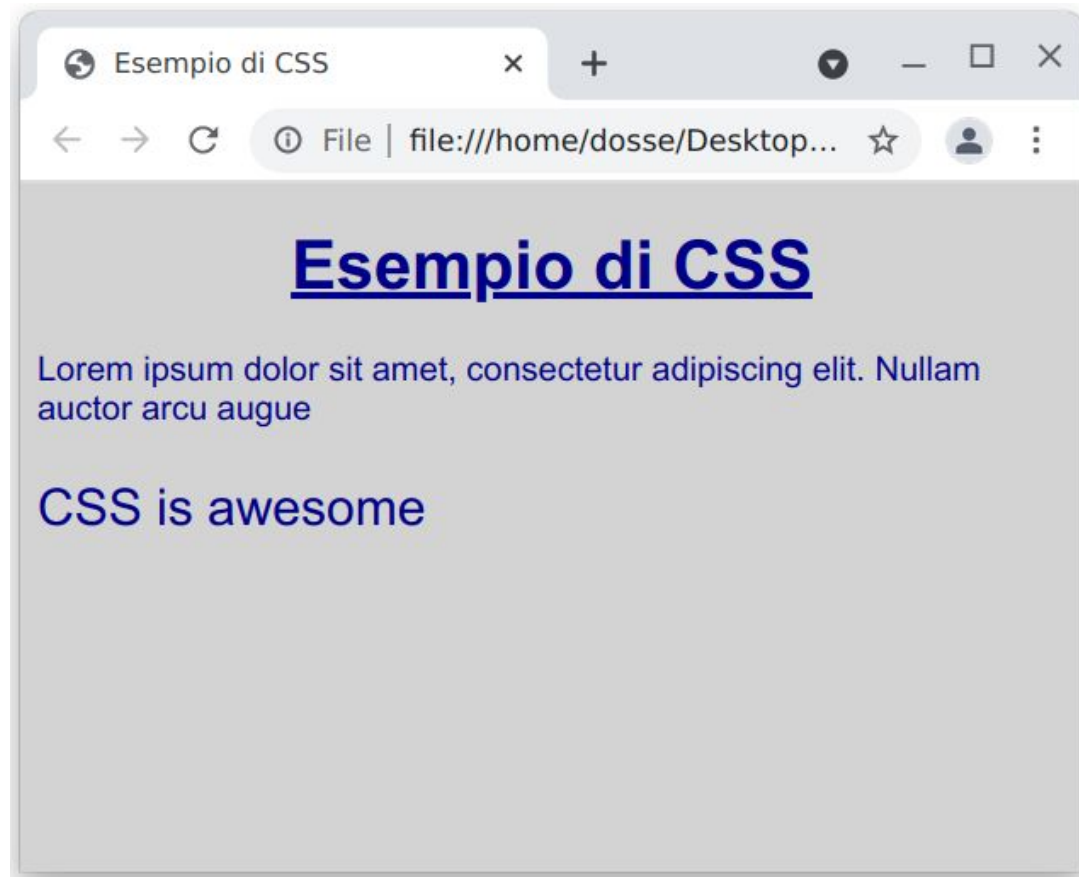 Esempio di CSS
File | file:///home/dosse/Desktop...
Esempio di CSS
Lorem ipsum dolor sit amet, consectetur adipiscing elit. Nullam
auctor arcu augue
CSS is awesome